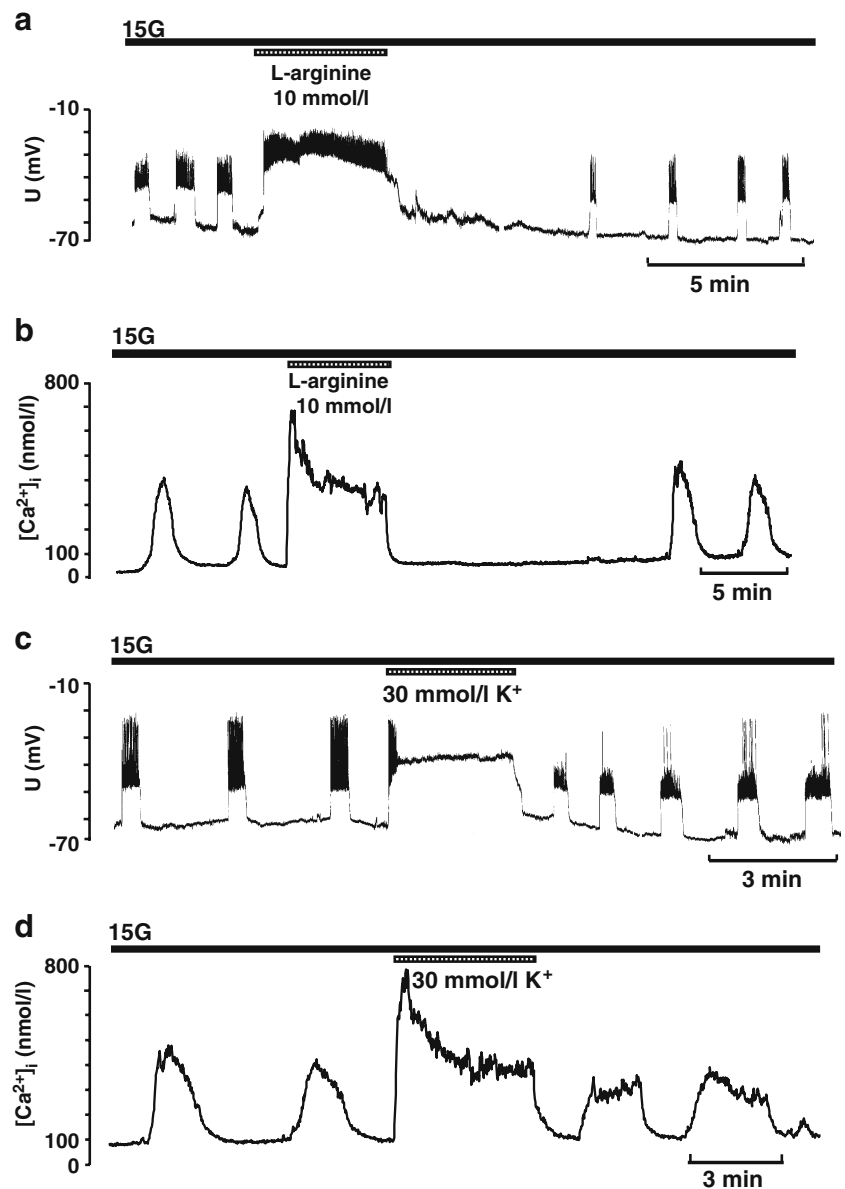 a
15G
L-arginine
10 mmol/l
-10
U (mV)
-70
5 min
b
15G
L-arginine
10 mmol/l
800
[Ca²⁺]ᵢ (nmol/l)
100
0
5 min
c
15G
30 mmol/l K⁺
-10
U (mV)
-70
3 min
d
15G
30 mmol/l K⁺
800
[Ca²⁺]ᵢ (nmol/l)
100
0
3 min